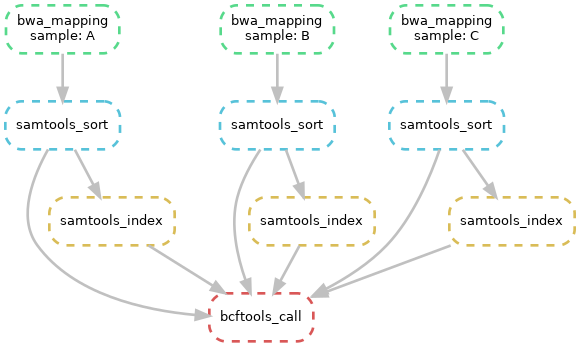 bwa_mapping
sample: A
bwa_mapping
sample: B
bwa_mapping
sample: C
samtools_sort
samtools_sort
samtools_sort
samtools_index
samtools_index
samtools_index
bcftools_call